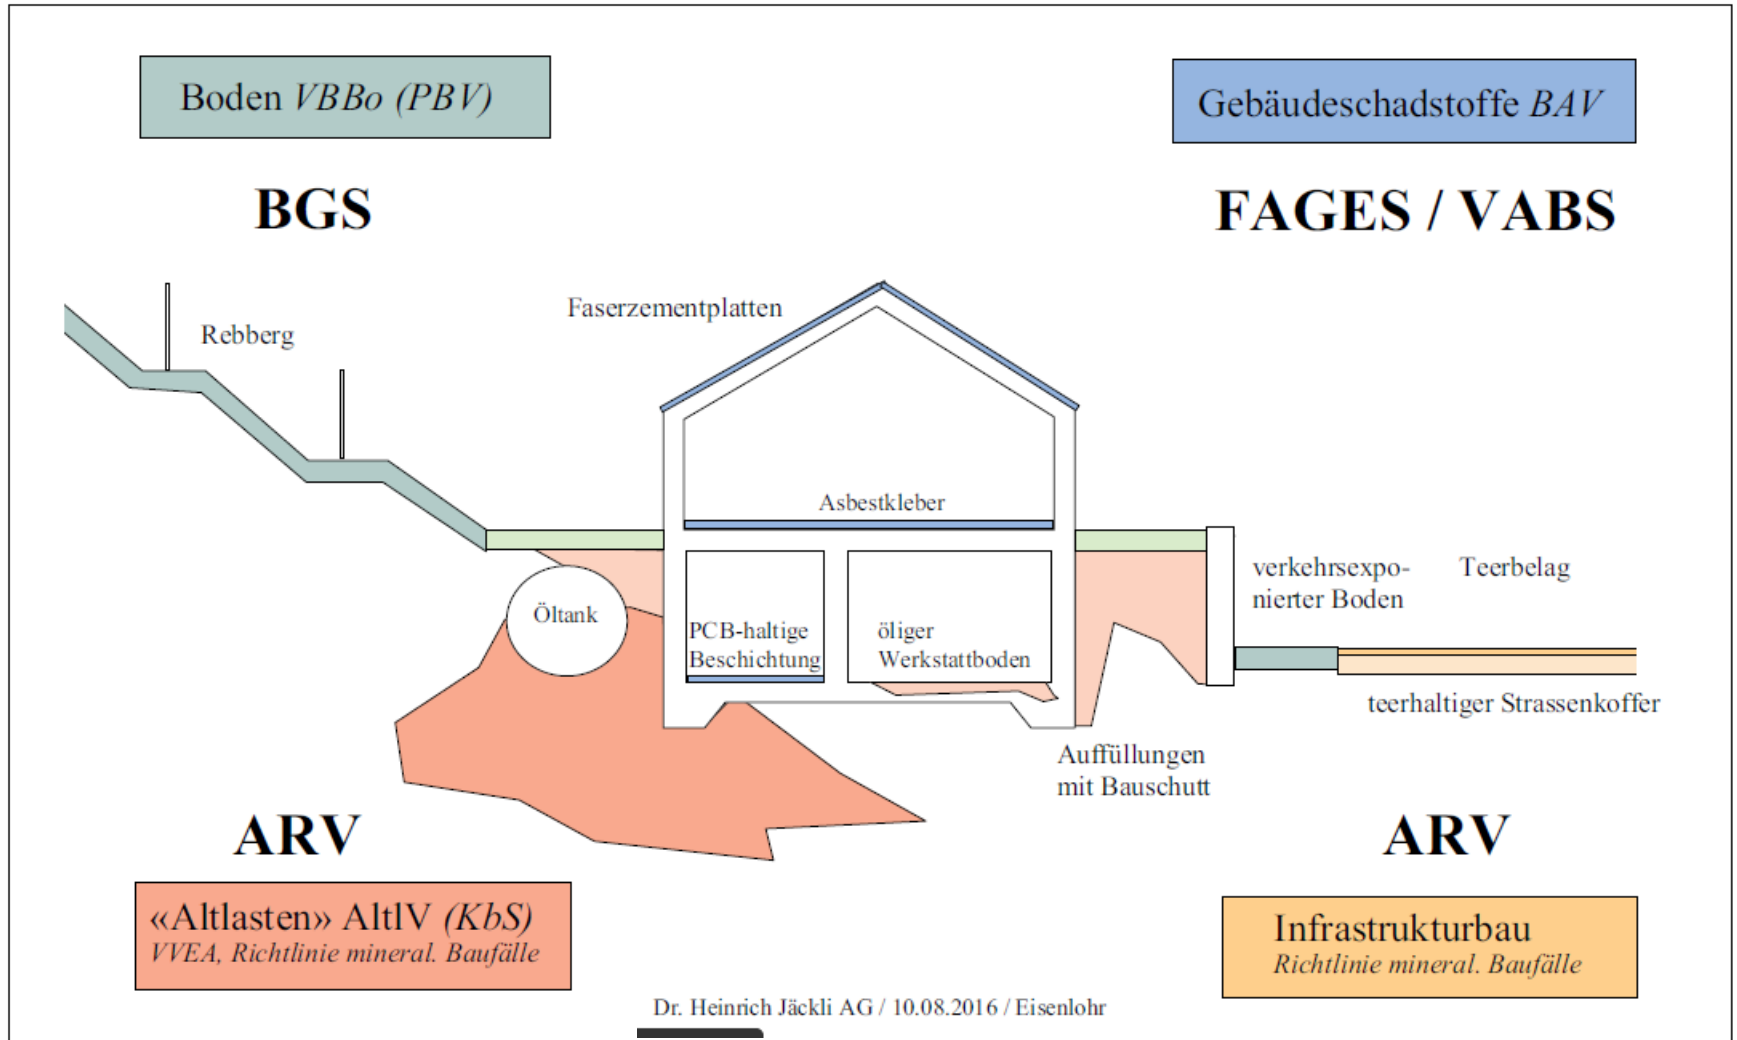 Boden VBBo (PBV)
Gebäudeschadstoffe BAV
BGS
FAGES / VABS
Faserzementplatten
Rebberg
Asbestkleber
verkehrsexpo-
nierter Boden
Teerbelag
Öltank
PCB-haltige
Beschichtung
öliger
Werkstattboden
teerhaltiger Strassenkoffer
Auffüllungen
mit Bauschutt
ARV
ARV
«Altlasten» AltlV (KbS)
VVEA, Richtlinie mineral. Baufälle
Infrastrukturbau
Richtlinie mineral. Baufälle
Dr. Heinrich Jäckli AG / 10.08.2016 / Eisenlohr